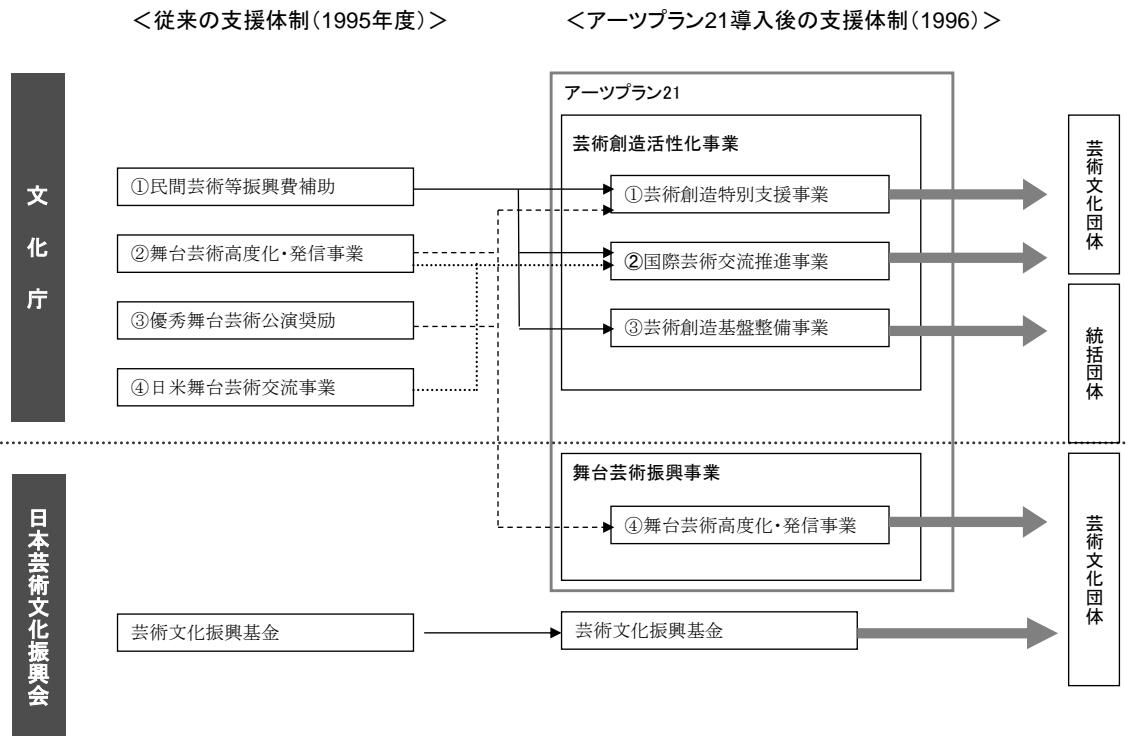 ＜従来の支援体制（1995年度）＞
＜アーツプラン21導入後の支援体制（1996）＞
文化庁
①民間芸術等振興費補助
②舞台芸術高度化・発信事業
③優秀舞台芸術公演奨励
④日米舞台芸術交流事業
アーツプラン21
芸術創造活性化事業
①芸術創造特別支援事業
②国際芸術交流推進事業
③芸術創造基盤整備事業
芸術文化団体
統括団体
日本芸術文化振興会
舞台芸術振興事業
④舞台芸術高度化・発信事業
芸術文化振興基金
芸術文化振興基金
芸術文化団体